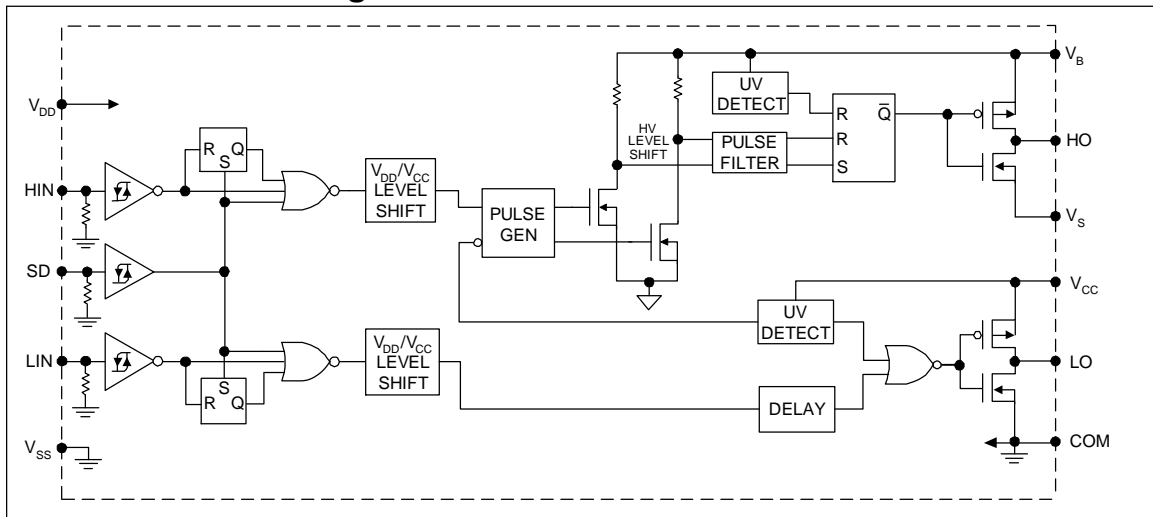 V_B
UV
DETECT
V_DD
R Q
S
R Q̅
R
S
HV
LEVEL
SHIFT
PULSE
FILTER
HO
HIN
V_DD/V_CC
LEVEL
SHIFT
PULSE
GEN
V_S
SD
V_CC
UV
DETECT
LIN
V_DD/V_CC
LEVEL
SHIFT
S
R Q
LO
DELAY
V_SS
COM